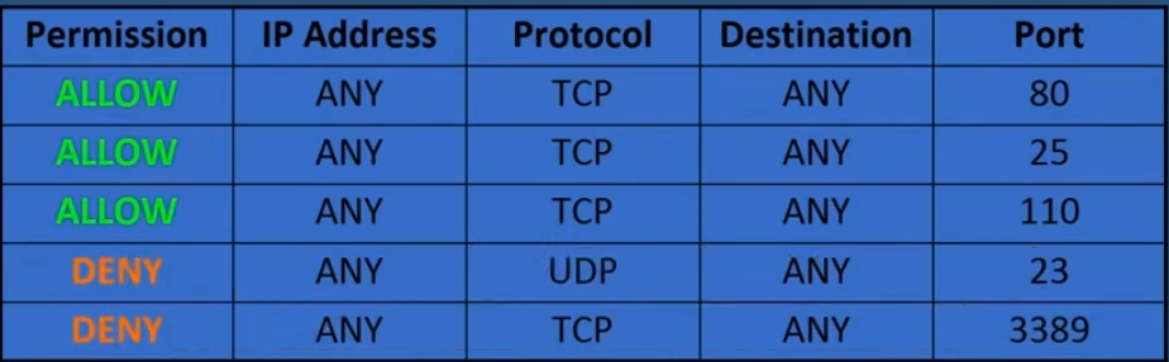 Permission IP Address Protocol Destination Port
ALLOW ANY TCP ANY 80
ALLOW ANY TCP ANY 25
ALLOW ANY TCP ANY 110
DENY ANY UDP ANY 23
DENY ANY TCP ANY 3389